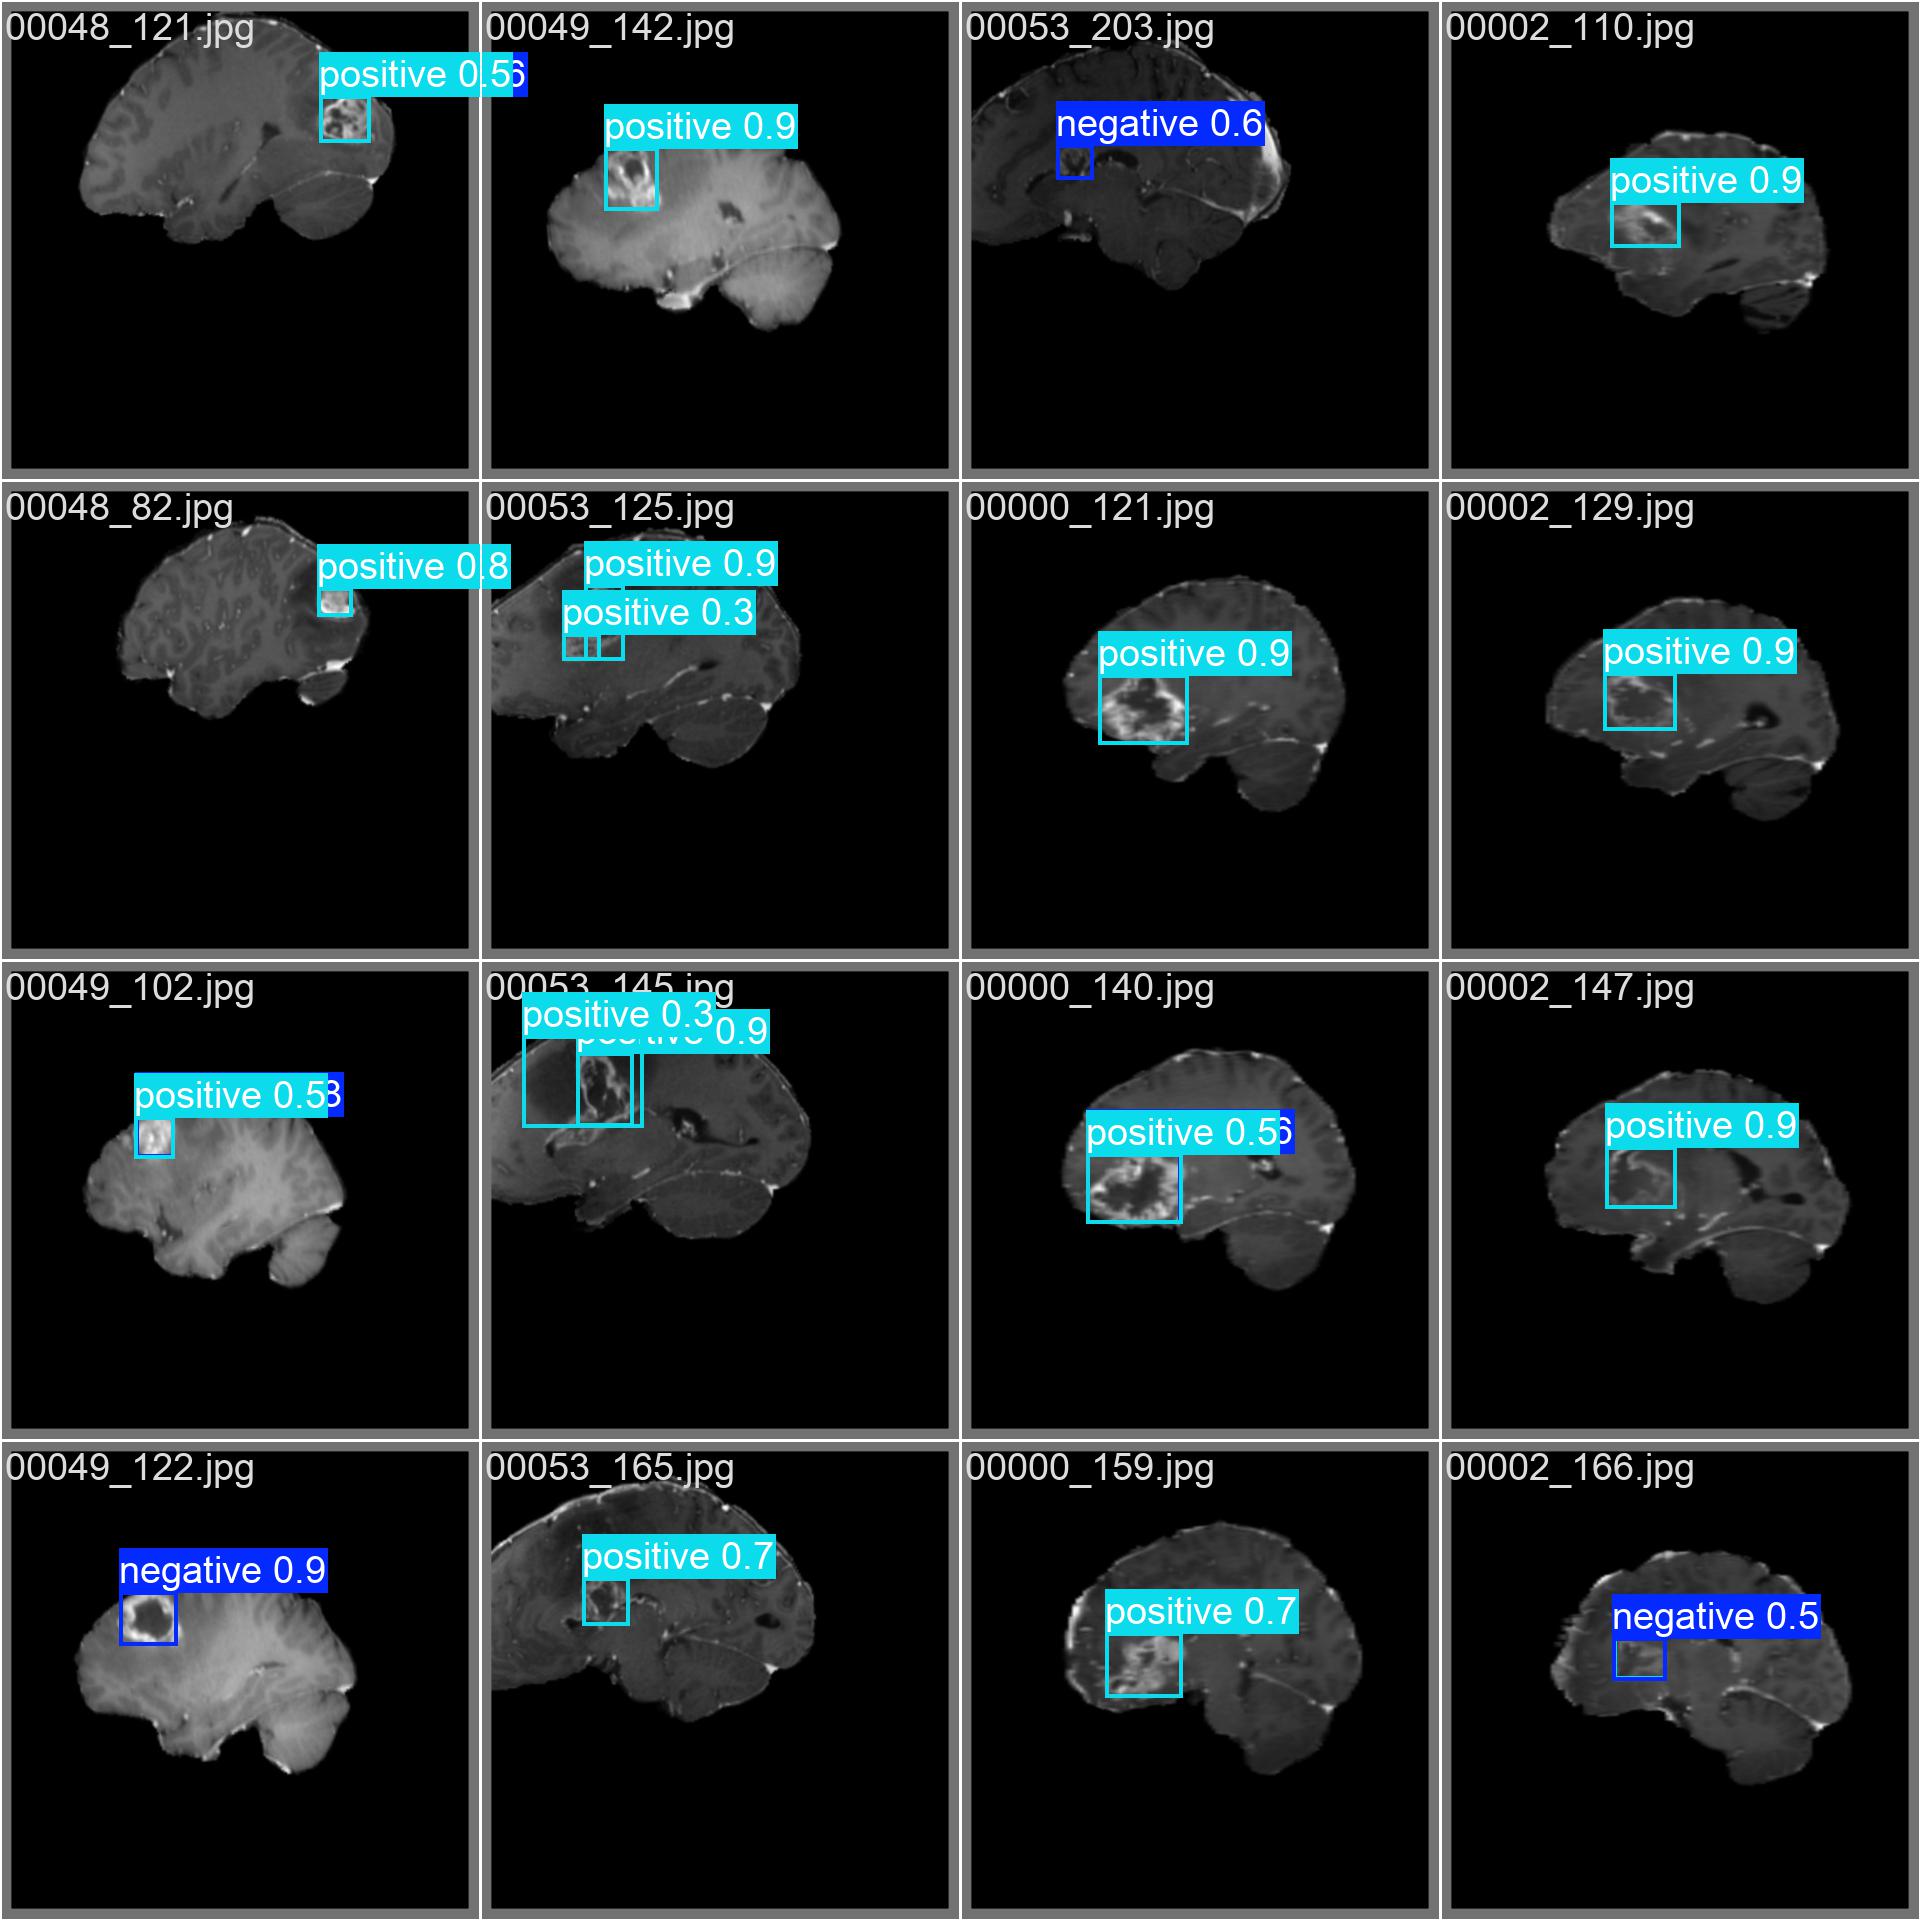 00048_121.jpg
positive 0.5
6
00049_142.jpg
positive 0.9
00053_203.jpg
negative 0.6
00002_110.jpg
positive 0.9
00048_82.jpg
positive 0.8
00053_125.jpg
positive 0.9
positive 0.3
00000_121.jpg
positive 0.9
00002_129.jpg
positive 0.9
00049_102.jpg
positive 0.5
00053_145.jpg
positive 0.3
0.9
00000_140.jpg
positive 0.5
00002_147.jpg
positive 0.9
00049_122.jpg
negative 0.9
00053_165.jpg
positive 0.7
00000_159.jpg
positive 0.7
00002_166.jpg
negative 0.5